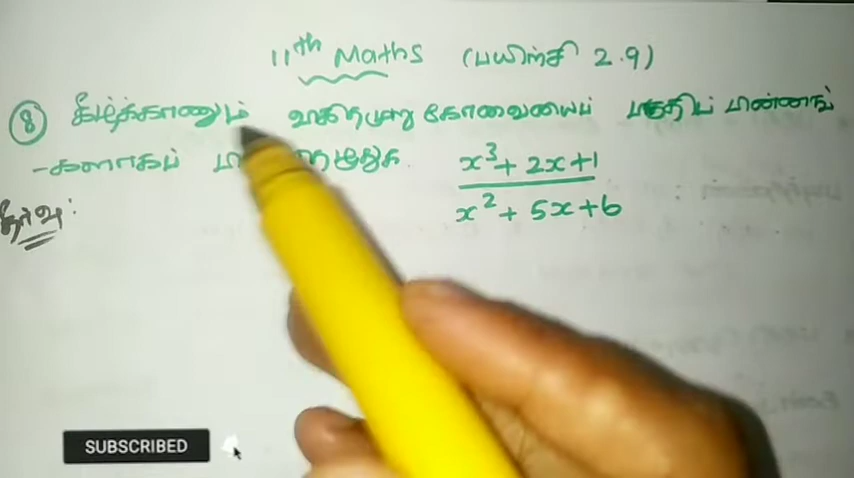 11th Maths (பயிற்சி 2.9)
8 கீழ்க்காணும் விகிதமுறு கோவையைப் பகுதிப் பின்னங்
-களாகப் x³ + 2x + 1
x² + 5x + 6
தீர்வு:
SUBSCRIBED